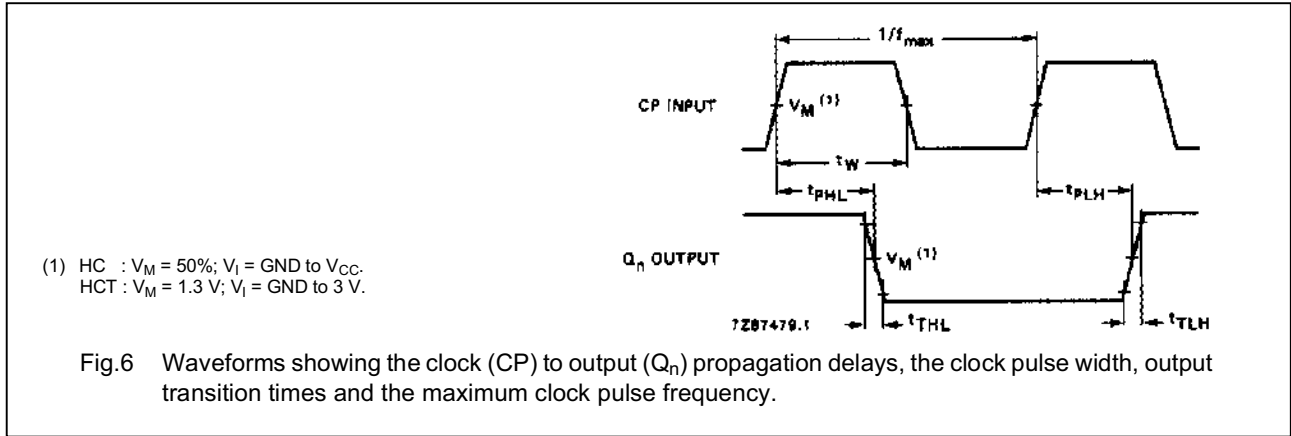 1/fmax
CP INPUT
VM(1)
tW
tPHL
tPLH
Qn OUTPUT
VM(1)
(1) HC : VM = 50%; VI = GND to VCC.
HCT : VM = 1.3 V; VI = GND to 3 V.
7Z87479.1
tTHL
tTLH
Fig.6 Waveforms showing the clock (CP) to output (Qn) propagation delays, the clock pulse width, output
transition times and the maximum clock pulse frequency.